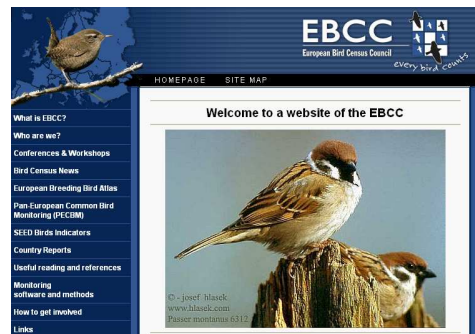 EBCC
European Bird Census Council
every bird counts
HOMEPAGE SITE MAP
What is EBCC?
Who are we?
Conferences & Workshops
Bird Census News
European Breeding Bird Atlas
Pan-European Common Bird
Monitoring (PECBM)
SEED Birds Indicators
Country Reports
Useful reading and references
Monitoring
software and methods
How to get involved
Links
Welcome to a website of the EBCC
© - josef hlasek
www.hlasek.com
Passer montanus 6312